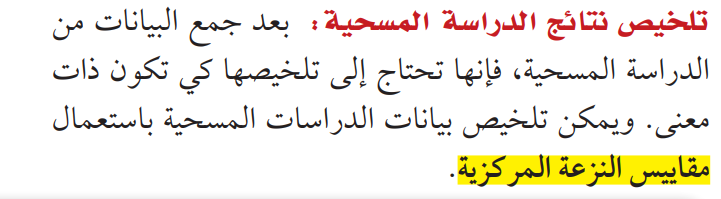 تلخيص نتائج الدراسة المسحية: بعد جمع البيانات من
الدراسة المسحية، فإنها تحتاج إلى تلخيصها كي تكون ذات
معنى. ويمكن تلخيص بيانات الدراسات المسحية باستعمال
مقاييس النزعة المركزية.